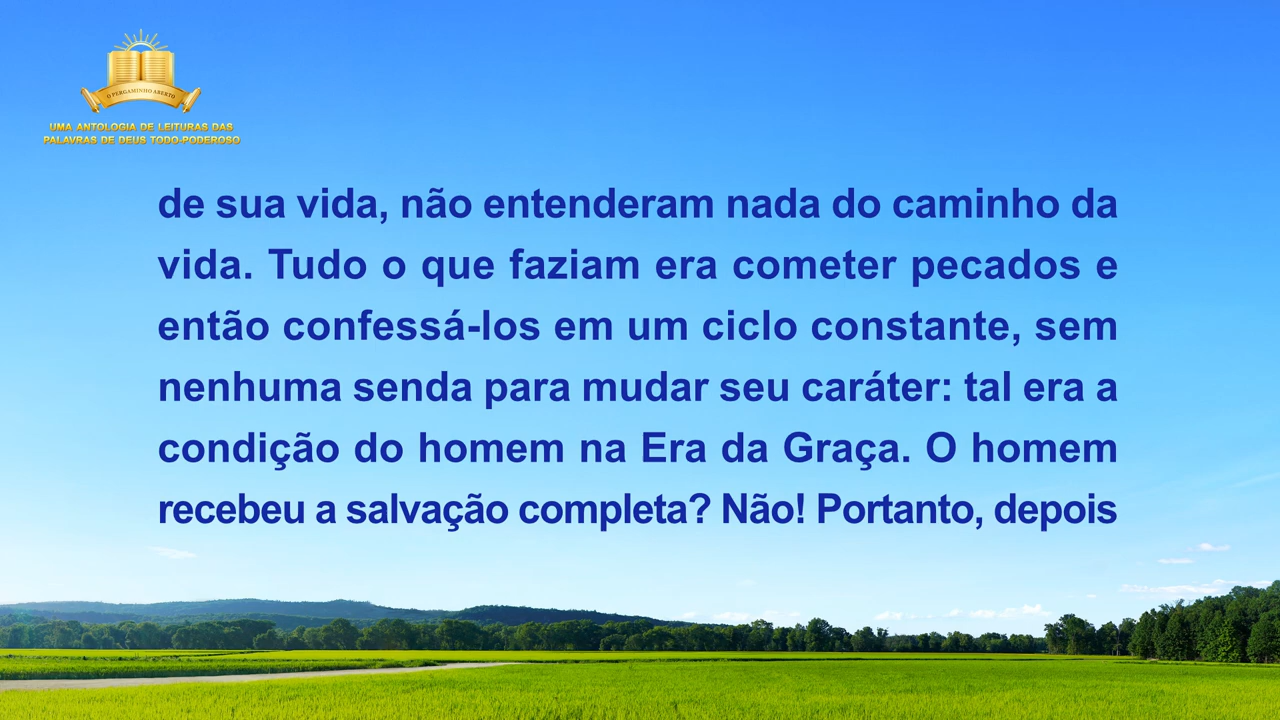 O PERGAMINHO ABERTO
UMA ANTOLOGIA DE LEITURAS DAS
PALAVRAS DE DEUS TODO-PODEROSO
de sua vida, não entenderam nada do caminho da
vida. Tudo o que faziam era cometer pecados e
então confessá-los em um ciclo constante, sem
nenhuma senda para mudar seu caráter: tal era a
condição do homem na Era da Graça. O homem
recebeu a salvação completa? Não! Portanto, depois